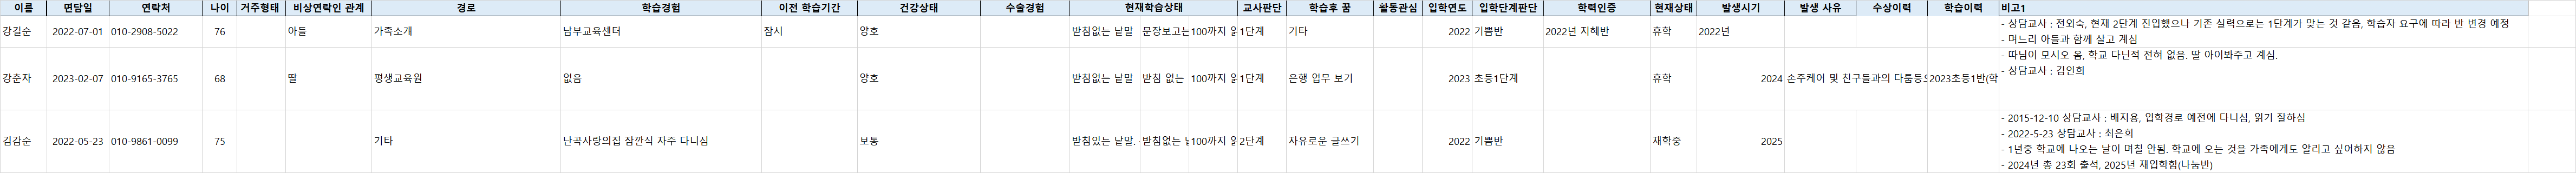 이름 면담일 연락처 나이 거주형태 비상연락인 관계 경로 학습경험 이전 학습기간 건강상태 수술경험 현재학습상태 교사판단 학습후 꿈 활동관심 입학연도 입학단계판단 학력인증 현재상태 발생시기 발생 사유 수상이력 학습이력 비고1
강길순 2022-07-01 010-2908-5022 76 아들 가족소개 남부교육센터 잠시 양호 받침없는 낱말 문장보고는 100까지 읽 1단계 기타 2022 기쁨반 2022년 지혜반 휴학 2022년
- 상담교사 : 전외숙, 현재 2단계 진입했으나 기존 실력으로는 1단계가 맞는 것 같음, 학습자 요구에 따라 반 변경 예정
- 며느리 아들과 함께 살고 계심
강춘자 2023-02-07 010-9165-3765 68 딸 평생교육원 없음 양호 받침없는 낱말 받침 없는 100까지 읽 1단계 은행 업무 보기 2023 초등1단계 휴학 2024 손주케어 및 친구들과의 다툼등의 2023초등1반(학
- 따님이 모시오 옴, 학교 다닌적 전혀 없음. 딸 아이봐주고 계심.
- 상담교사 : 김인희
김감순 2022-05-23 010-9861-0099 75 기타 난곡사랑의집 잠깐식 자주 다니심 보통 받침있는 낱말. 받침없는 낱 100까지 읽 2단계 자유로운 글쓰기 2022 기쁨반 재학중 2025
- 2015-12-10 상담교사 : 배지용, 입학경로 예전에 다니심, 읽기 잘하심
- 2022-5-23 상담교사 : 최은희
- 1년중 학교에 나오는 날이 며칠 안됨. 학교에 오는 것을 가족에게도 알리고 싶어하지 않음
- 2024년 총 23회 출석, 2025년 재입학함(나눔반)